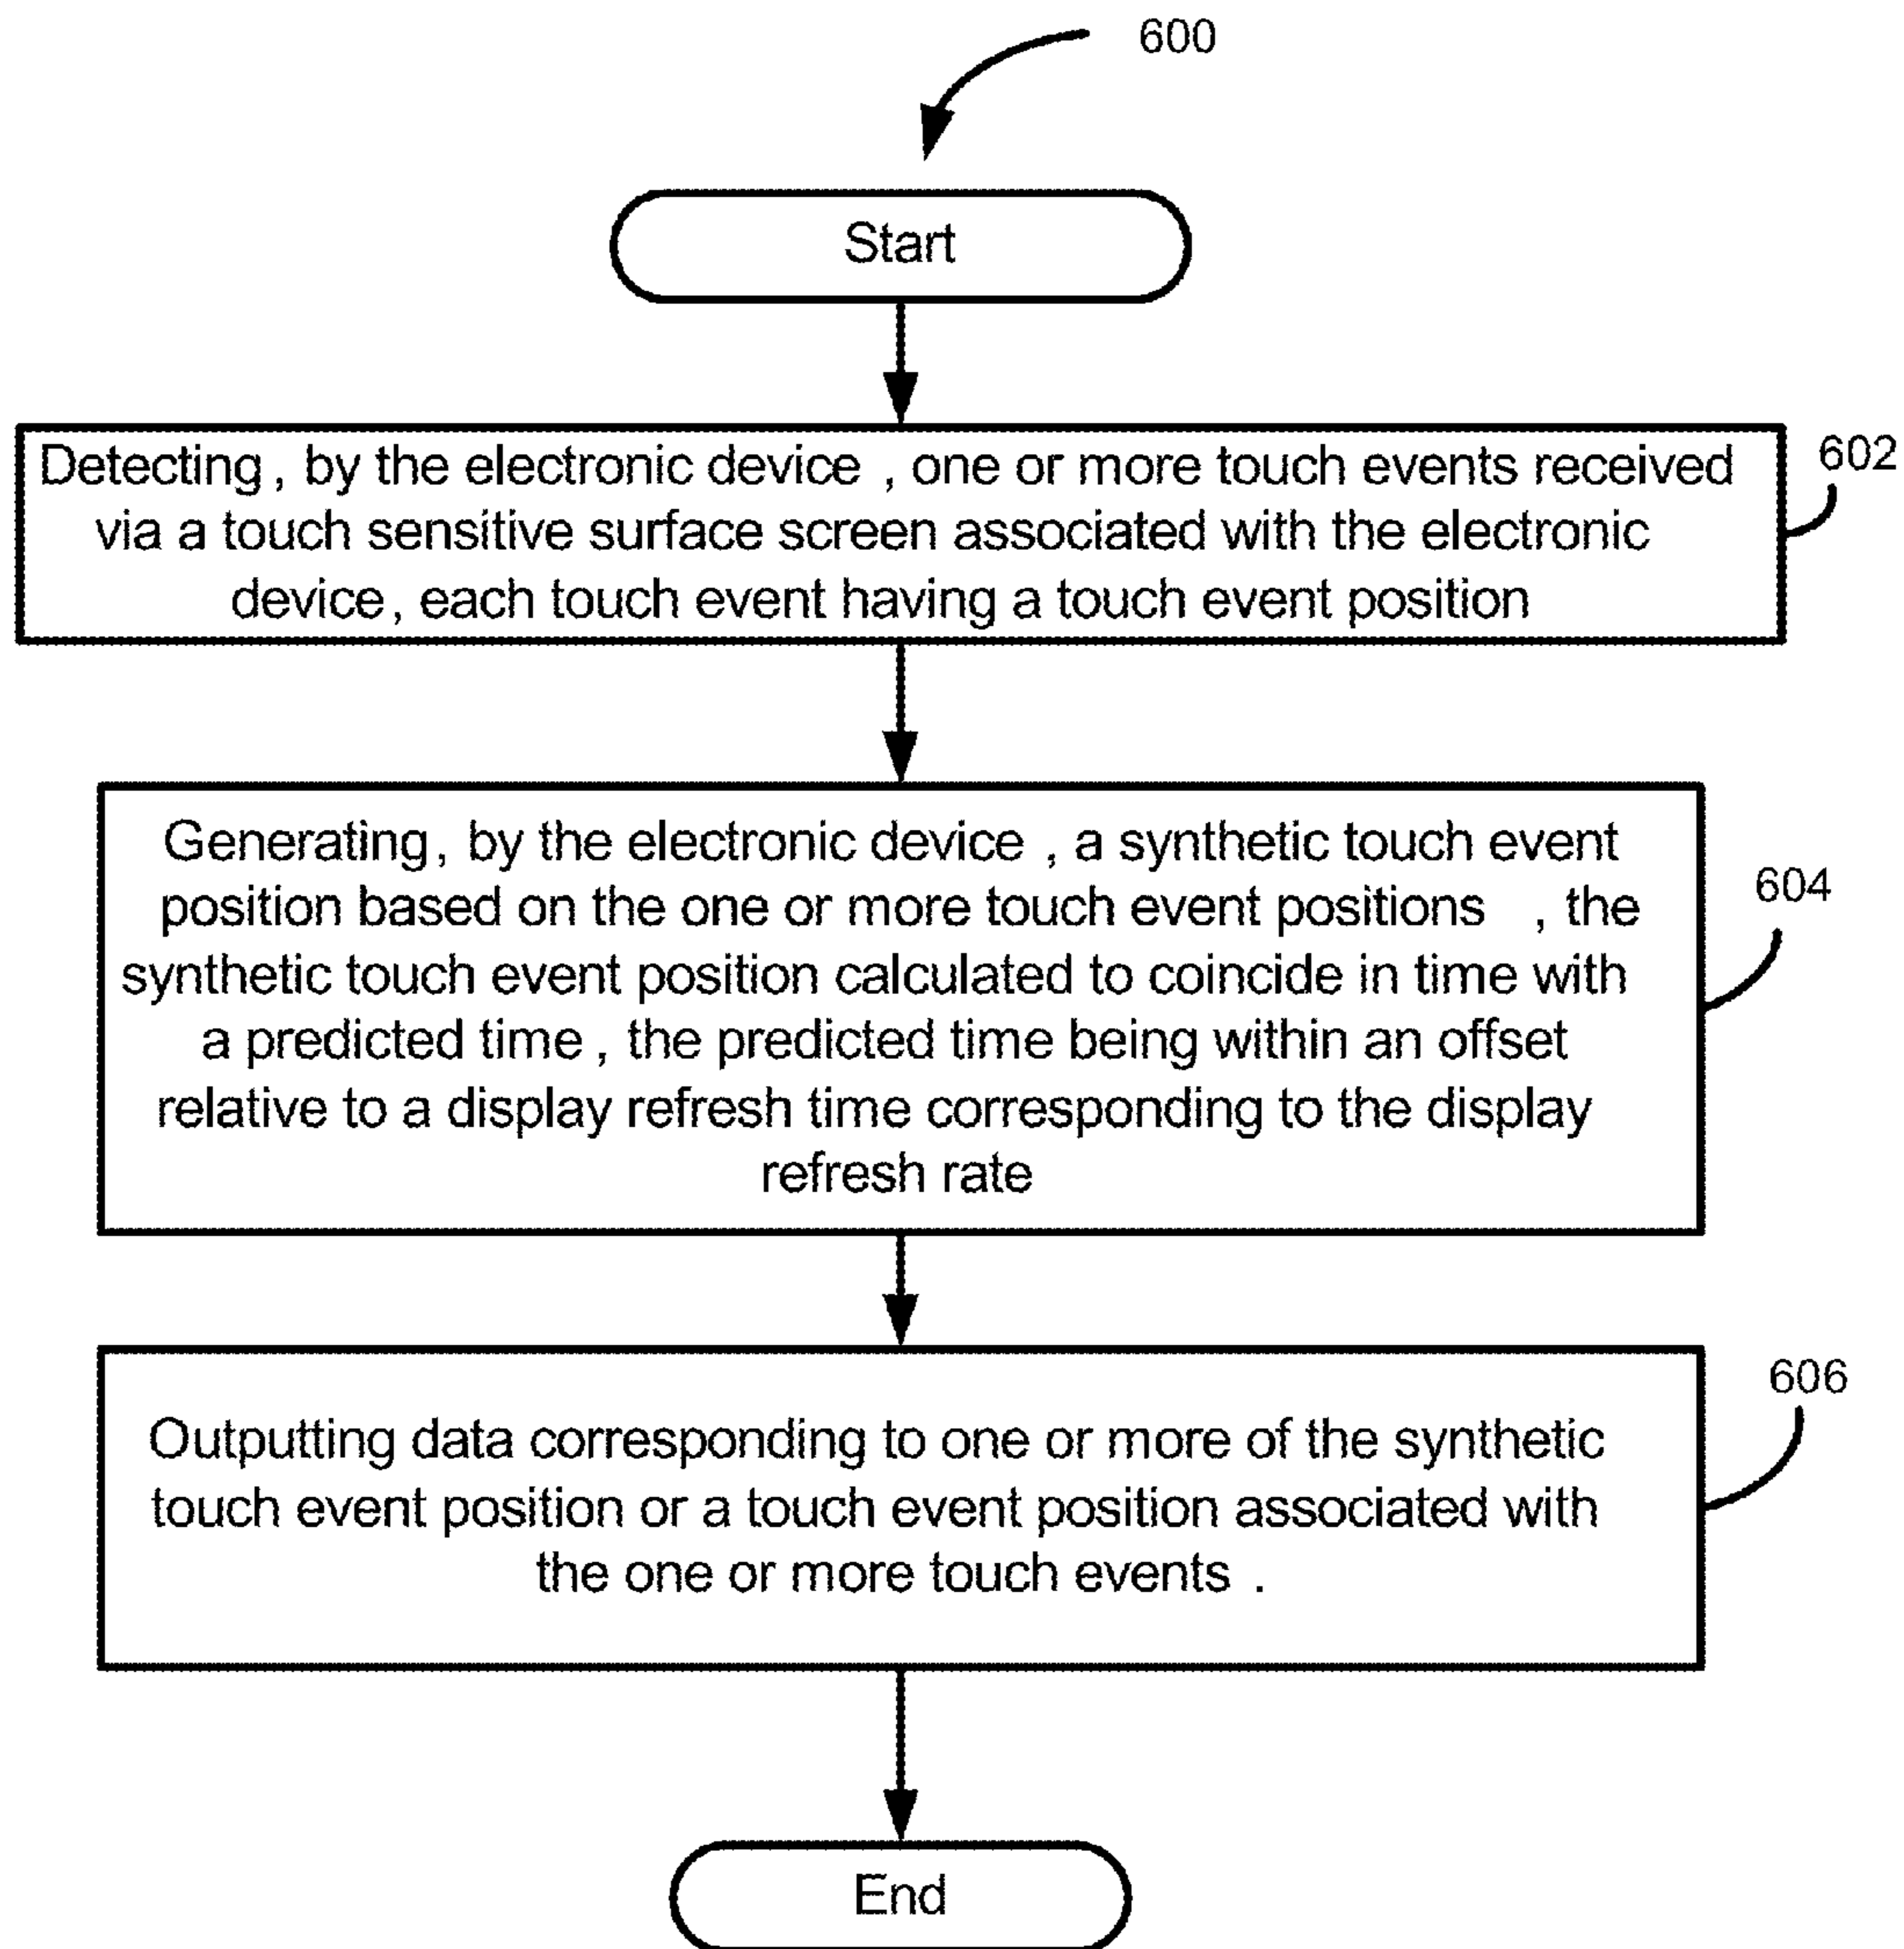 600
Start
Detecting, by the electronic device , one or more touch events received
via a touch sensitive surface screen associated with the electronic
device, each touch event having a touch event position
602
Generating, by the electronic device , a synthetic touch event
position based on the one or more touch event positions , the
synthetic touch event position calculated to coincide in time with
a predicted time, the predicted time being within an offset
relative to a display refresh time corresponding to the display
refresh rate
604
Outputting data corresponding to one or more of the synthetic
touch event position or a touch event position associated with
the one or more touch events .
606
End